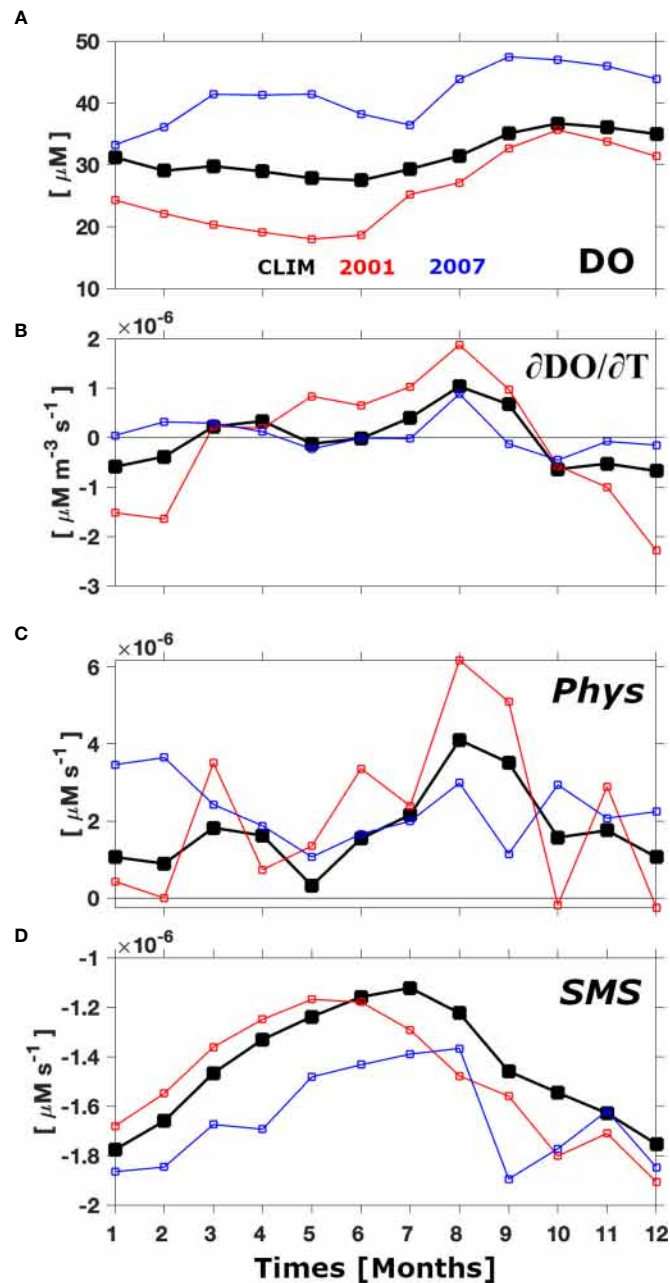 A
50
40
30
20
10
[ μM ]
CLIM 2001 2007 DO
B
×10⁻⁶
2
1
0
-1
-2
-3
[ μM m⁻³ s⁻¹ ]
∂DO/∂T
C
×10⁻⁶
6
4
2
0
[ μM s⁻¹ ]
Phys
D
×10⁻⁶
-1
-1.2
-1.4
-1.6
-1.8
-2
[ μM s⁻¹ ]
SMS
1 2 3 4 5 6 7 8 9 10 11 12
Times [Months]